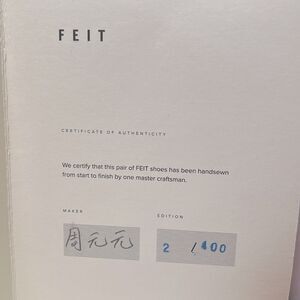 FEIT
CERTIFICATE OF AUTHENTICITY
We certify that this pair of FEIT shoes has been handsewn
from start to finish by one master craftsman.
MAKER
EDITION
周元元
2 / 400